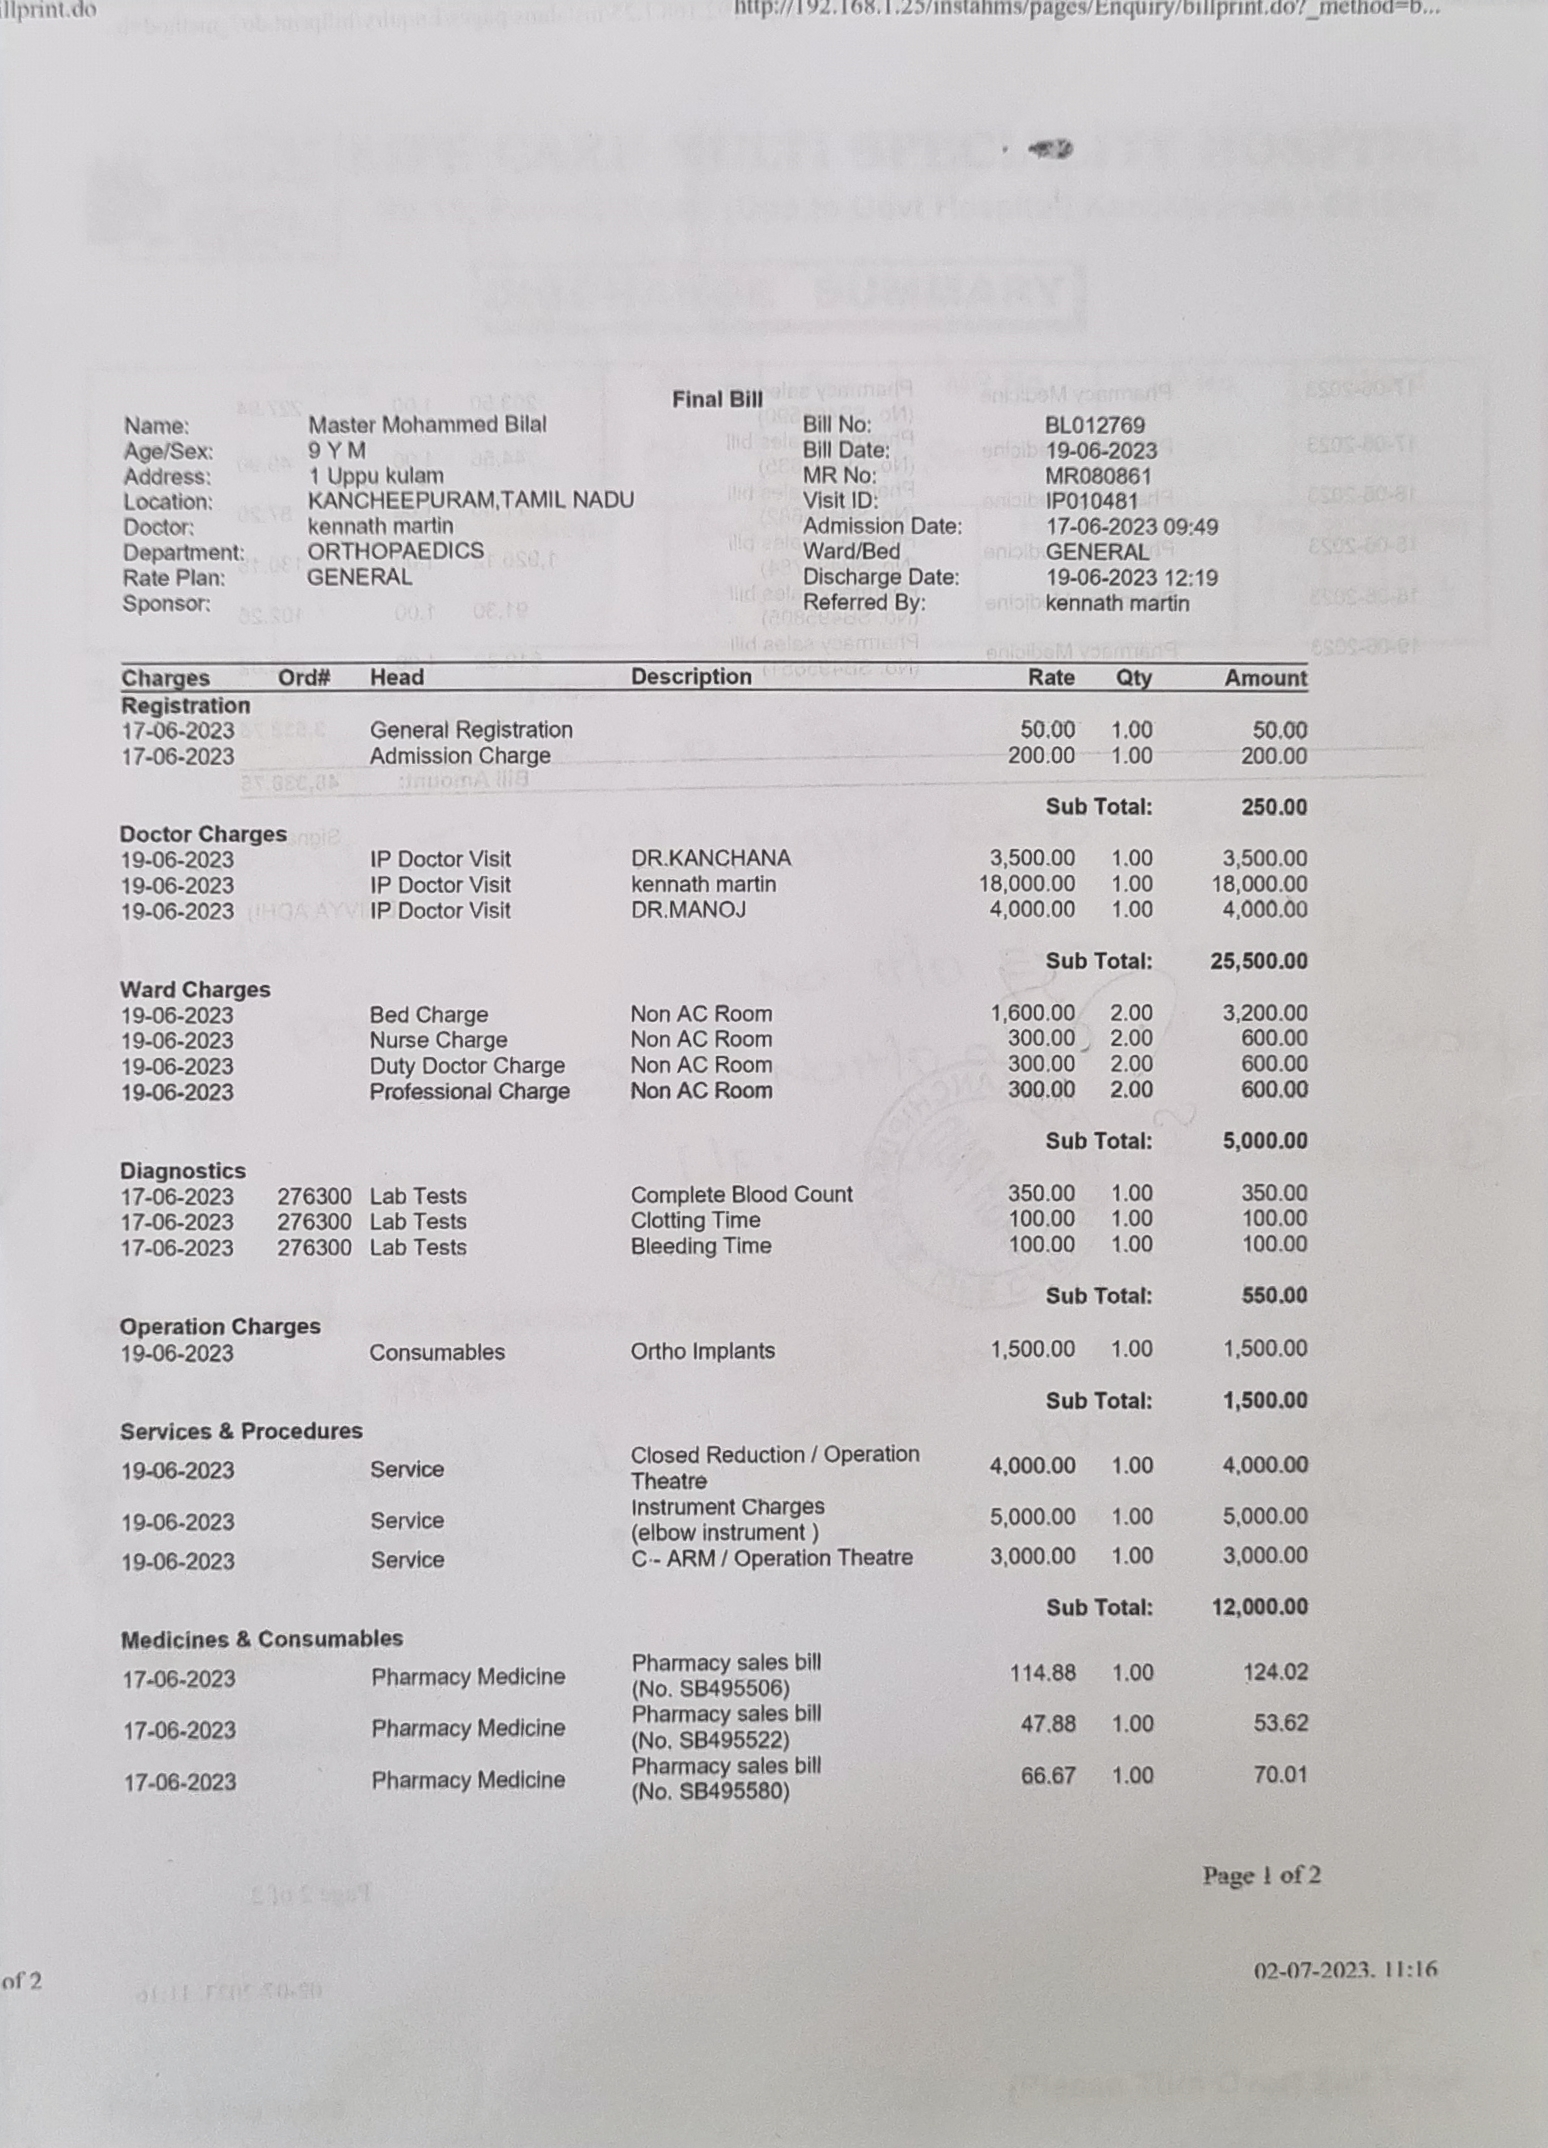 illprint.do http://192.168.1.25/instahms/pages/Enquiry/billprint.do?_method=b...
Final Bill
Name: Master Mohammed Bilal Bill No: BL012769
Age/Sex: 9 Y M Bill Date: 19-06-2023
Address: 1 Uppu kulam MR No: MR080861
Location: KANCHEEPURAM,TAMIL NADU Visit ID: IP010481
Doctor: kennath martin Admission Date: 17-06-2023 09:49
Department: ORTHOPAEDICS Ward/Bed GENERAL
Rate Plan: GENERAL Discharge Date: 19-06-2023 12:19
Sponsor: Referred By: kennath martin
Charges Ord# Head Description Rate Qty Amount
Registration
17-06-2023 General Registration 50.00 1.00 50.00
17-06-2023 Admission Charge 200.00 1.00 200.00
Sub Total: 250.00
Doctor Charges
19-06-2023 IP Doctor Visit DR.KANCHANA 3,500.00 1.00 3,500.00
19-06-2023 IP Doctor Visit kennath martin 18,000.00 1.00 18,000.00
19-06-2023 IP Doctor Visit DR.MANOJ 4,000.00 1.00 4,000.00
Sub Total: 25,500.00
Ward Charges
19-06-2023 Bed Charge Non AC Room 1,600.00 2.00 3,200.00
19-06-2023 Nurse Charge Non AC Room 300.00 2.00 600.00
19-06-2023 Duty Doctor Charge Non AC Room 300.00 2.00 600.00
19-06-2023 Professional Charge Non AC Room 300.00 2.00 600.00
Sub Total: 5,000.00
Diagnostics
17-06-2023 276300 Lab Tests Complete Blood Count 350.00 1.00 350.00
17-06-2023 276300 Lab Tests Clotting Time 100.00 1.00 100.00
17-06-2023 276300 Lab Tests Bleeding Time 100.00 1.00 100.00
Sub Total: 550.00
Operation Charges
19-06-2023 Consumables Ortho Implants 1,500.00 1.00 1,500.00
Sub Total: 1,500.00
Services & Procedures
19-06-2023 Service Closed Reduction / Operation 4,000.00 1.00 4,000.00
Theatre
19-06-2023 Service Instrument Charges 5,000.00 1.00 5,000.00
(elbow instrument )
19-06-2023 Service C - ARM / Operation Theatre 3,000.00 1.00 3,000.00
Sub Total: 12,000.00
Medicines & Consumables
17-06-2023 Pharmacy Medicine Pharmacy sales bill 114.88 1.00 124.02
(No. SB495506)
17-06-2023 Pharmacy Medicine Pharmacy sales bill 47.88 1.00 53.62
(No. SB495522)
17-06-2023 Pharmacy Medicine Pharmacy sales bill 66.67 1.00 70.01
(No. SB495580)
Page 1 of 2
of 2 02-07-2023. 11:16